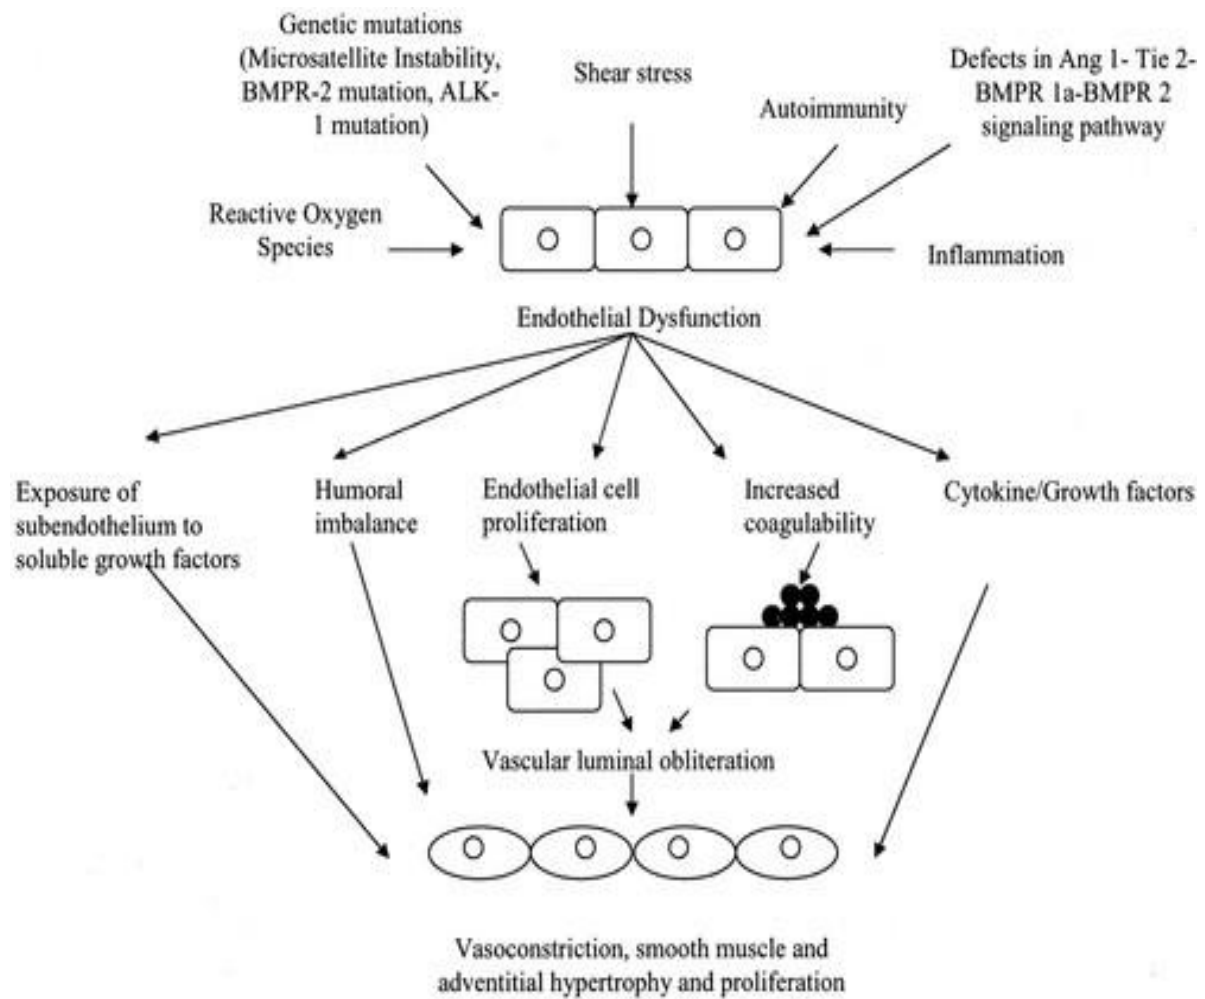 Genetic mutations
(Microsatellite Instability,
BMPR-2 mutation, ALK-
1 mutation)
Shear stress
Autoimmunity
Defects in Ang 1- Tie 2-
BMPR 1a-BMPR 2
signaling pathway
Reactive Oxygen
Species
Inflammation
Endothelial Dysfunction
Exposure of
subendothelium to
soluble growth factors
Humoral
imbalance
Endothelial cell
proliferation
Increased
coagulability
Cytokine/Growth factors
Vascular luminal obliteration
Vasoconstriction, smooth muscle and
adventitial hypertrophy and proliferation